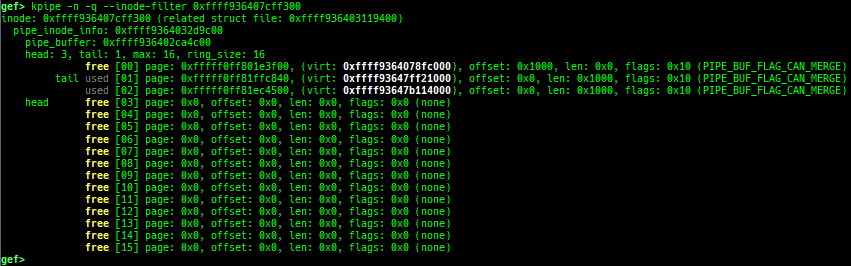 gef> kpipe -n -q --inode-filter 0xffff936407cff300
inode: 0xffff936407cff300 (related struct file: 0xffff936403119400)
pipe_inode_info: 0xffff9364032d9c00
pipe_buffer: 0xffff936402ca4c00
head: 3, tail: 1, max: 16, ring_size: 16
free [00] page: 0xfffff0ff801e3f00, (virt: 0xffff9364078fc000), offset: 0x1000, len: 0x0, flags: 0x10 (PIPE_BUF_FLAG_CAN_MERGE)
tail used [01] page: 0xfffff0ff81ffc840, (virt: 0xffff93647ff21000), offset: 0x0, len: 0x1000, flags: 0x10 (PIPE_BUF_FLAG_CAN_MERGE)
used [02] page: 0xfffff0ff81ec4500, (virt: 0xffff93647b114000), offset: 0x0, len: 0x1000, flags: 0x10 (PIPE_BUF_FLAG_CAN_MERGE)
head free [03] page: 0x0, offset: 0x0, len: 0x0, flags: 0x0 (none)
free [04] page: 0x0, offset: 0x0, len: 0x0, flags: 0x0 (none)
free [05] page: 0x0, offset: 0x0, len: 0x0, flags: 0x0 (none)
free [06] page: 0x0, offset: 0x0, len: 0x0, flags: 0x0 (none)
free [07] page: 0x0, offset: 0x0, len: 0x0, flags: 0x0 (none)
free [08] page: 0x0, offset: 0x0, len: 0x0, flags: 0x0 (none)
free [09] page: 0x0, offset: 0x0, len: 0x0, flags: 0x0 (none)
free [10] page: 0x0, offset: 0x0, len: 0x0, flags: 0x0 (none)
free [11] page: 0x0, offset: 0x0, len: 0x0, flags: 0x0 (none)
free [12] page: 0x0, offset: 0x0, len: 0x0, flags: 0x0 (none)
free [13] page: 0x0, offset: 0x0, len: 0x0, flags: 0x0 (none)
free [14] page: 0x0, offset: 0x0, len: 0x0, flags: 0x0 (none)
free [15] page: 0x0, offset: 0x0, len: 0x0, flags: 0x0 (none)
gef>